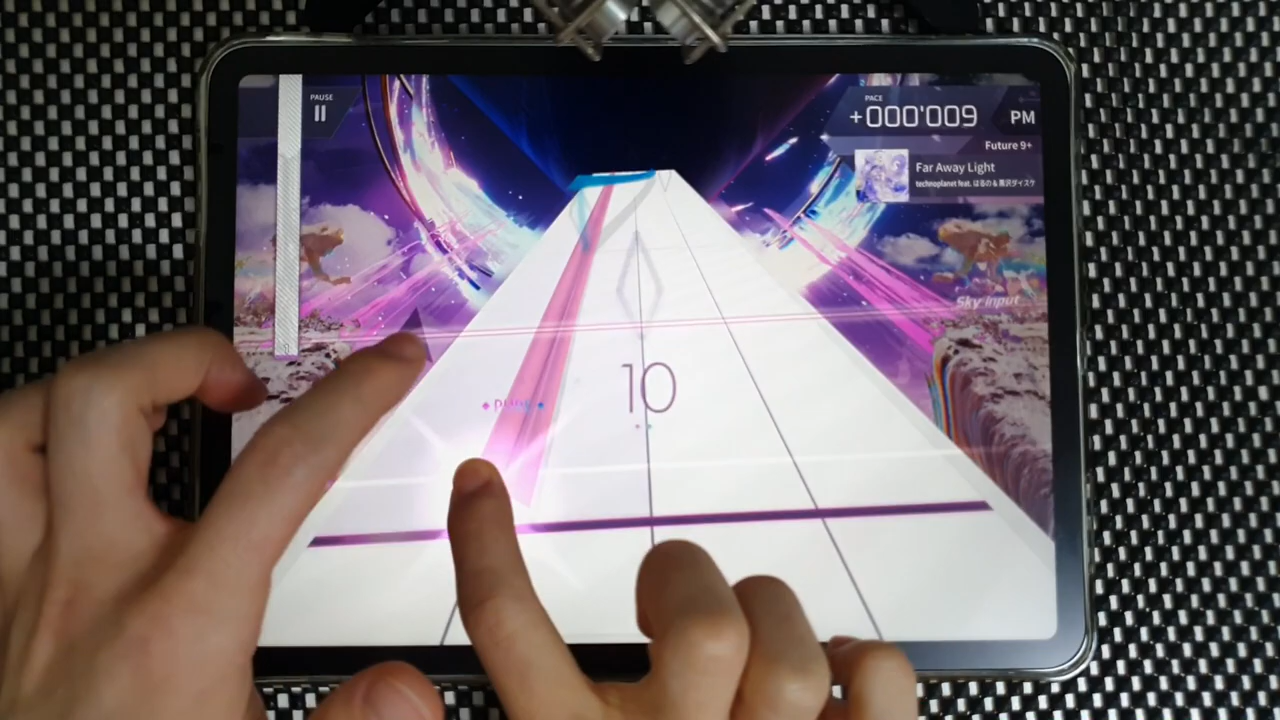 PAUSE
PACE
+000'009
PM
Future 9+
Far Away Light
technoplanet feat. はるの & 黒沢ダイスケ
Sky Input
10
PURE